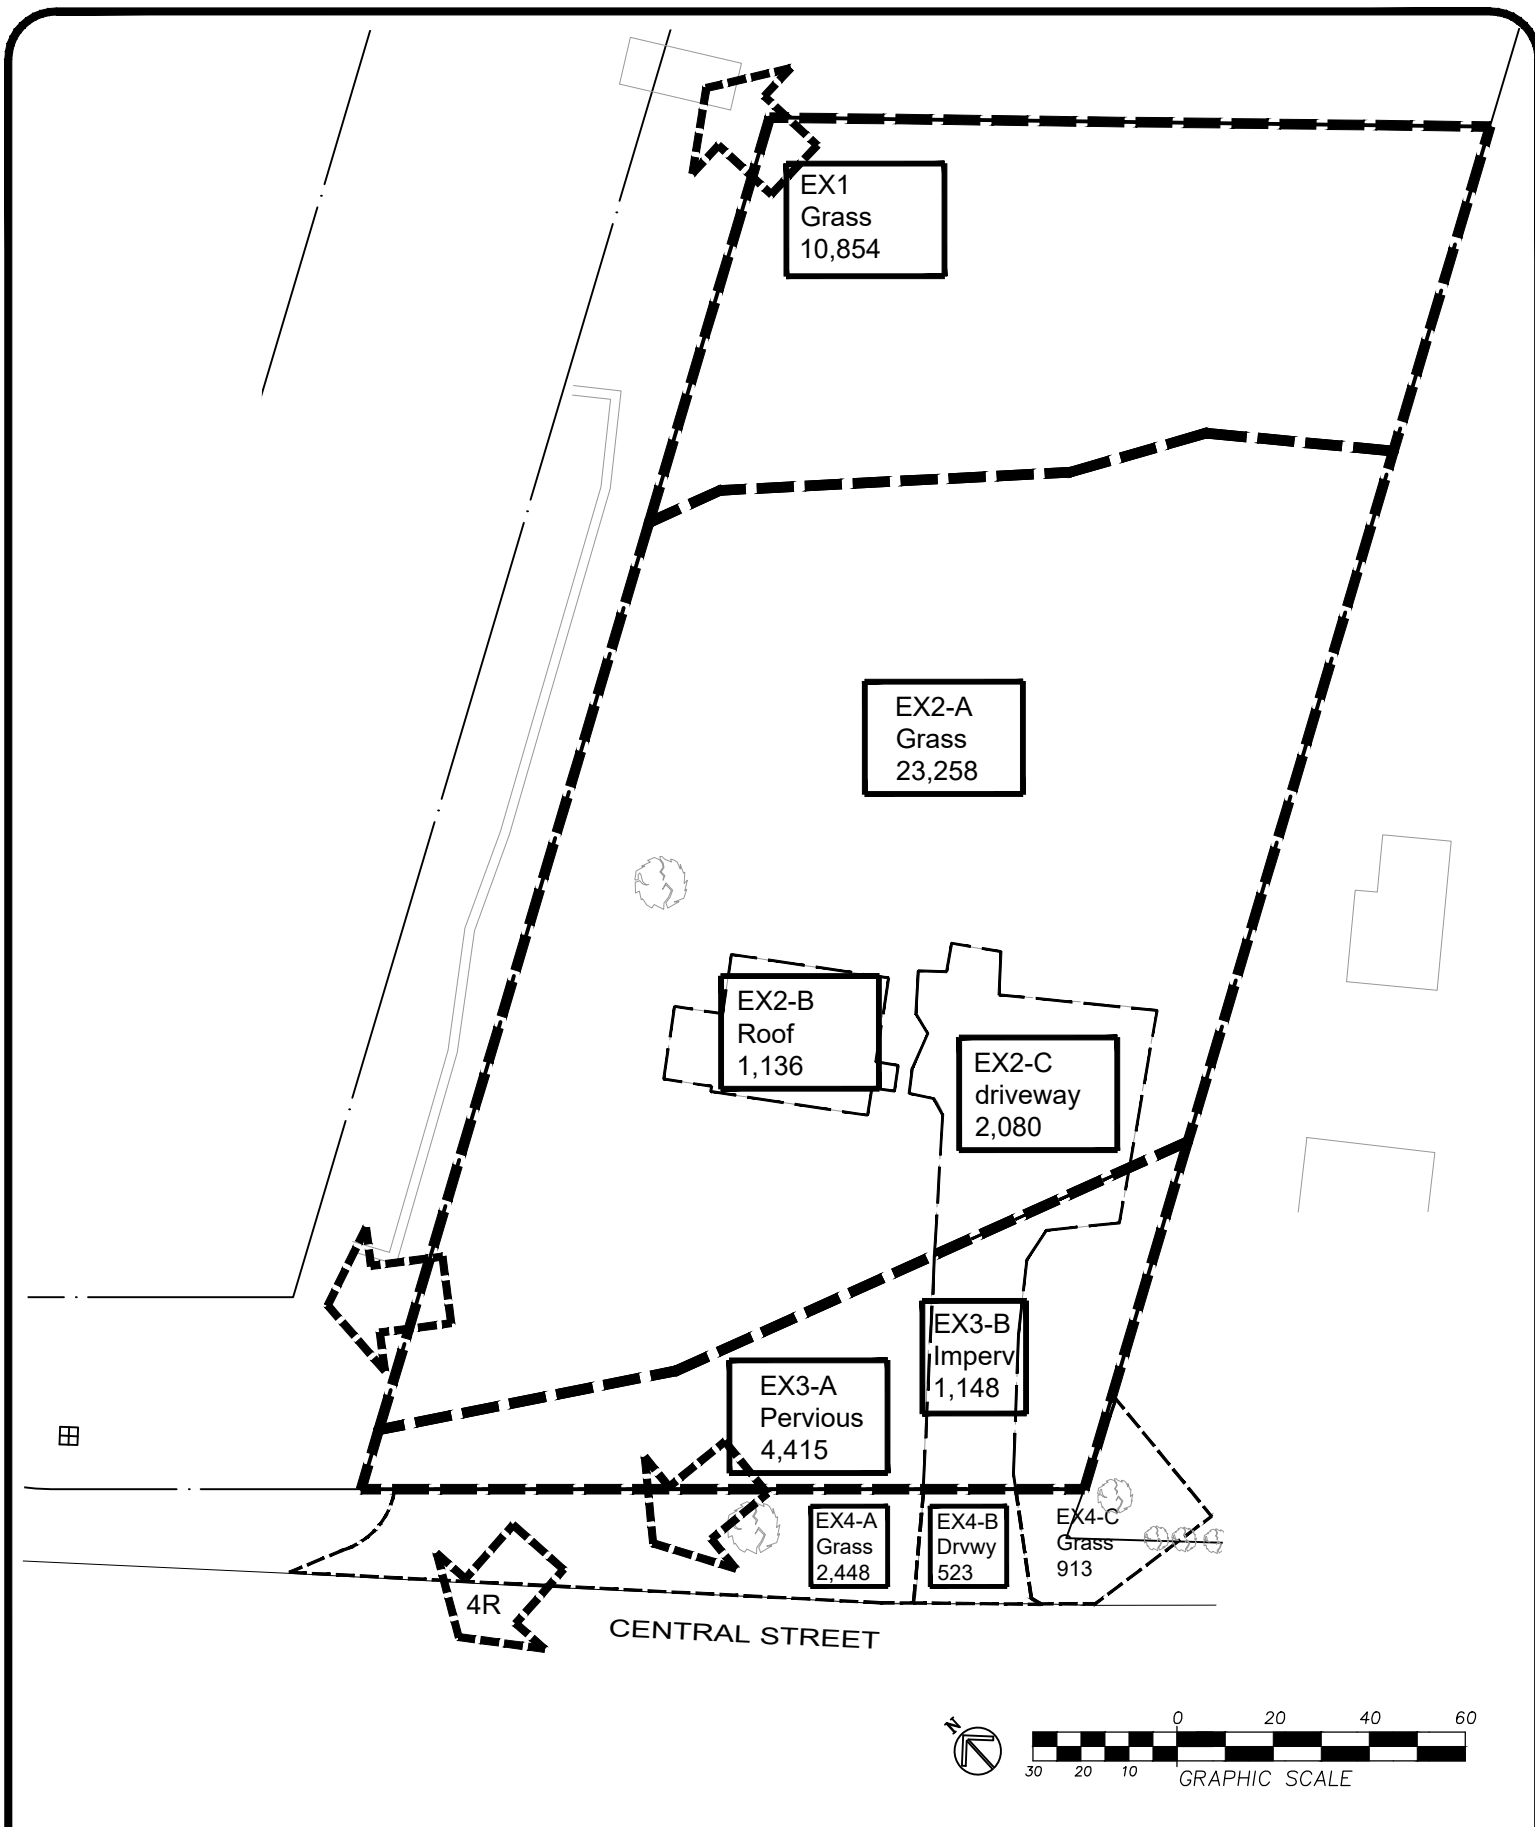 EX1
Grass
10,854
EX2-A
Grass
23,258
EX2-B
Roof
1,136
EX2-C
driveway
2,080
EX3-B
Imperv
1,148
EX3-A
Pervious
4,415
EX4-A
Grass
2,448
EX4-B
Drvwy
523
EX4-C
Grass
913
4R
CENTRAL STREET
N
0 20 40 60
30 20 10
GRAPHIC SCALE